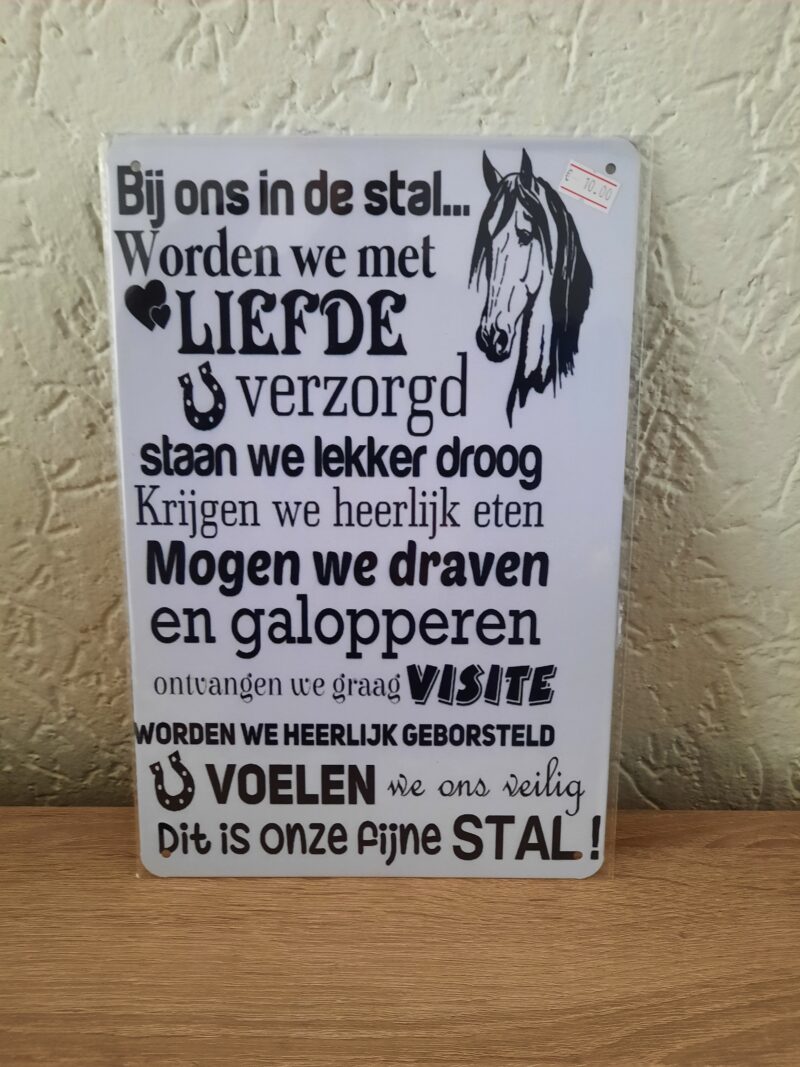 Bij ons in de stal...
€ 10.00
Worden we met
LIEFDE
verzorgd
staan we lekker droog
Krijgen we heerlijk eten
Mogen we draven
en galopperen
ontvangen we graag VISITE
WORDEN WE HEERLIJK GEBORSTELD
VOELEN we ons veilig
Dit is onze fijne STAL!